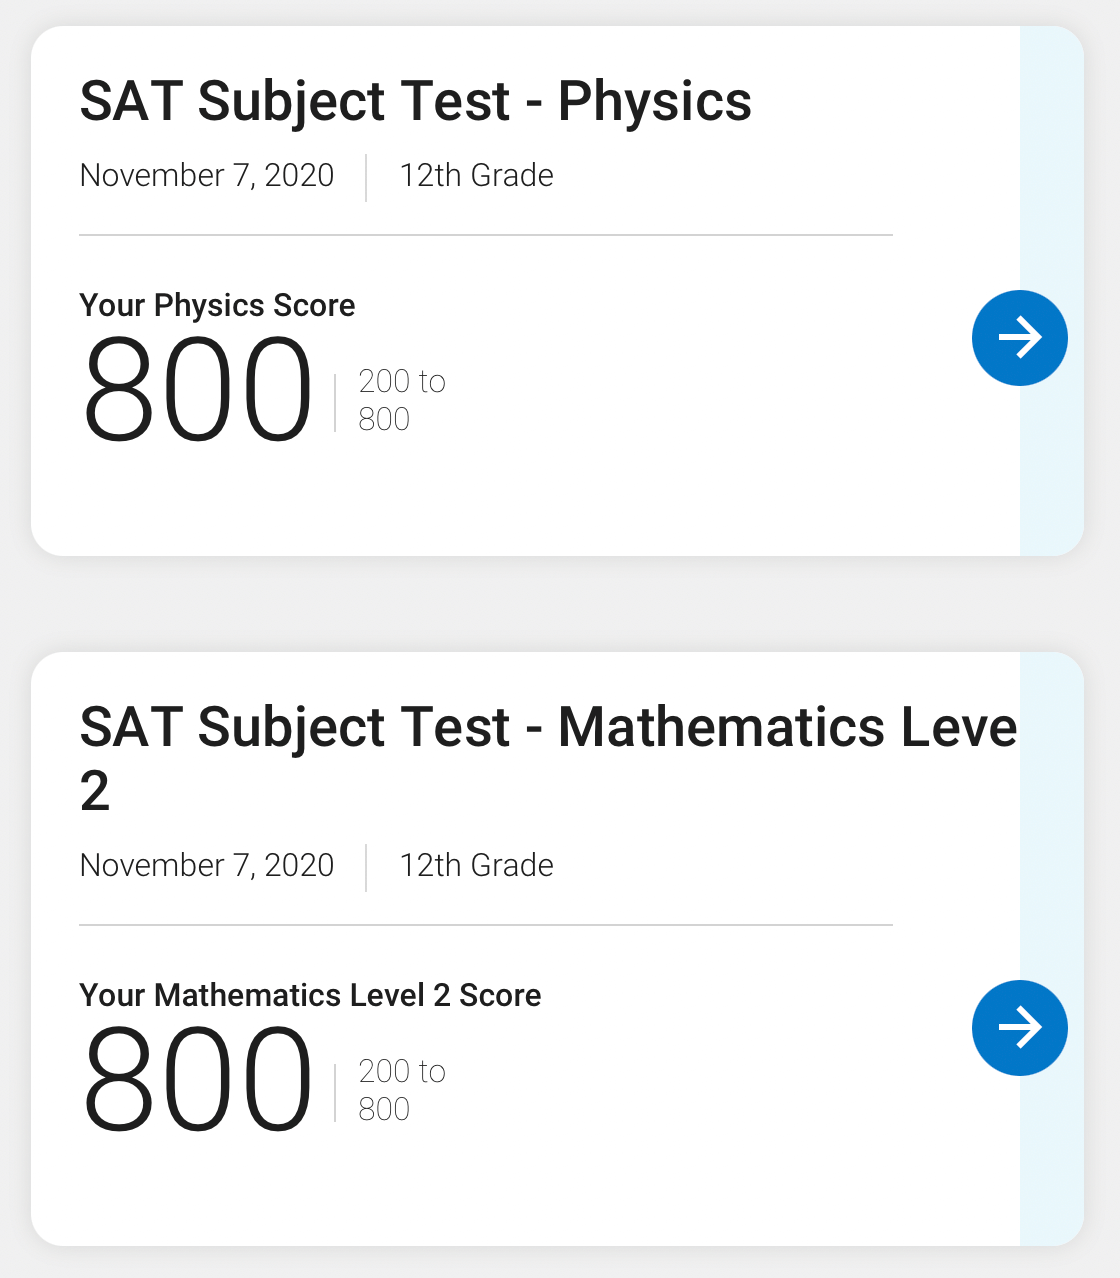 SAT Subject Test - Physics
November 7, 2020 12th Grade
Your Physics Score
800 200 to
800
SAT Subject Test - Mathematics Leve
2
November 7, 2020 12th Grade
Your Mathematics Level 2 Score
800 200 to
800